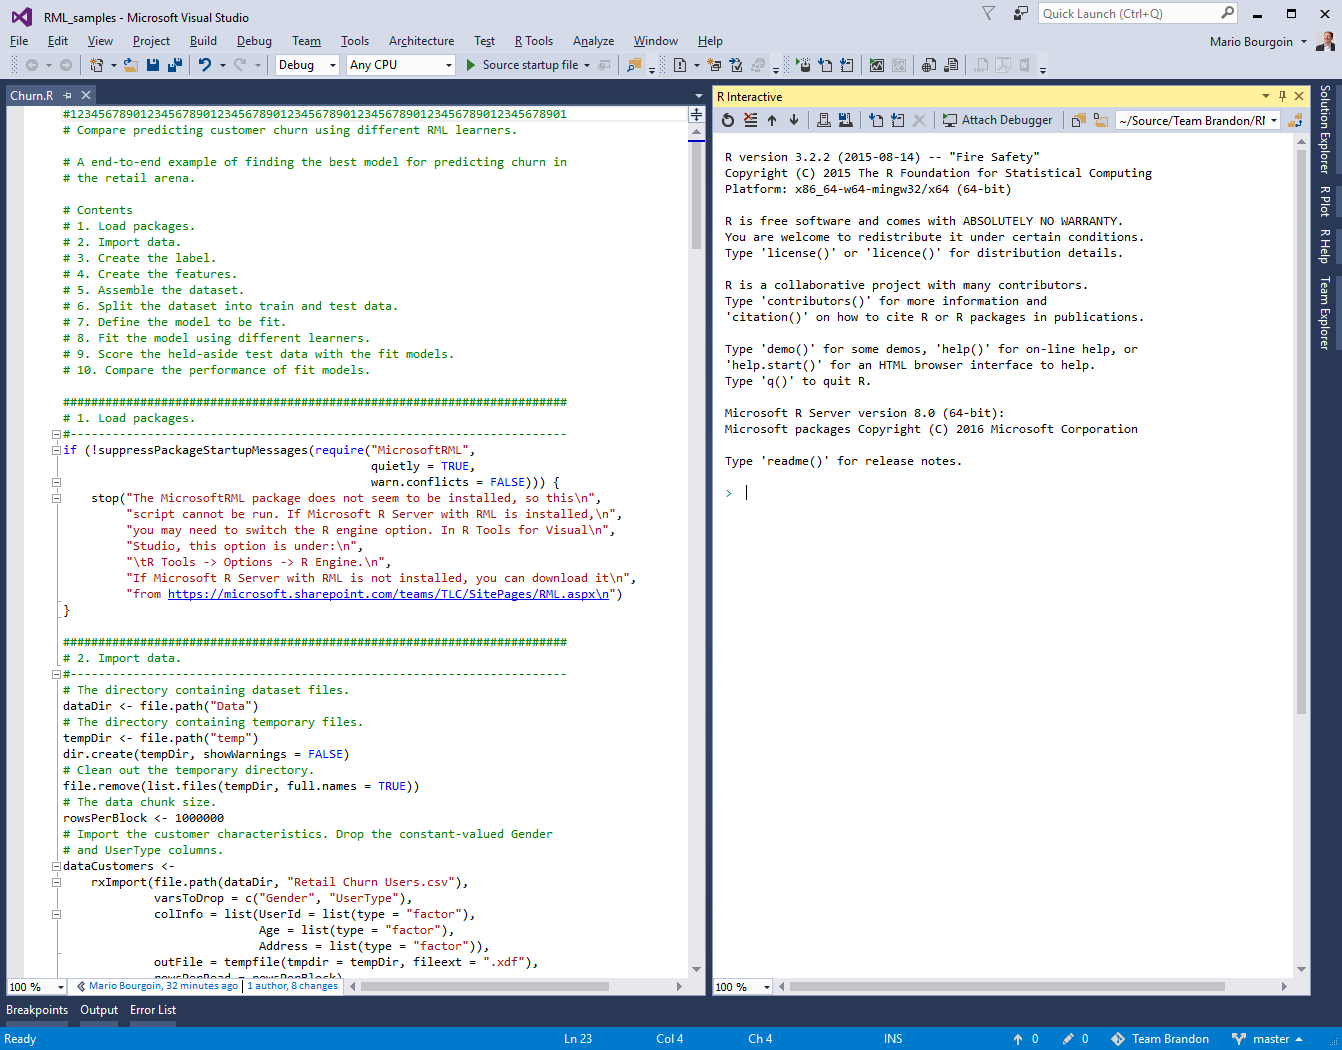 RML_samples - Microsoft Visual Studio
Quick Launch (Ctrl+Q)
File Edit View Project Build Debug Team Tools Architecture Test R Tools Analyze Window Help
Mario Bourgoin
Debug Any CPU Source startup file
Churn.R
#12345678901234567890123456789012345678901234567890123456789012345678901
# Compare predicting customer churn using different RML learners.
# A end-to-end example of finding the best model for predicting churn in
# the retail arena.
# Contents
# 1. Load packages.
# 2. Import data.
# 3. Create the label.
# 4. Create the features.
# 5. Assemble the dataset.
# 6. Split the dataset into train and test data.
# 7. Define the model to be fit.
# 8. Fit the model using different learners.
# 9. Score the held-aside test data with the fit models.
# 10. Compare the performance of fit models.
########################################################################
# 1. Load packages.
#-----------------------------------------------------------------------
if (!suppressPackageStartupMessages(require("MicrosoftRML",
quietly = TRUE,
warn.conflicts = FALSE))) {
stop("The MicrosoftRML package does not seem to be installed, so this\n",
"script cannot be run. If Microsoft R Server with RML is installed,\n",
"you may need to switch the R engine option. In R Tools for Visual\n",
"Studio, this option is under:\n",
"\tR Tools -> Options -> R Engine.\n",
"If Microsoft R Server with RML is not installed, you can download it\n",
"from https://microsoft.sharepoint.com/teams/TLC/SitePages/RML.aspx\n")
}
########################################################################
# 2. Import data.
#-----------------------------------------------------------------------
# The directory containing dataset files.
dataDir <- file.path("Data")
# The directory containing temporary files.
tempDir <- file.path("temp")
dir.create(tempDir, showWarnings = FALSE)
# Clean out the temporary directory.
file.remove(list.files(tempDir, full.names = TRUE))
# The data chunk size.
rowsPerBlock <- 1000000
# Import the customer characteristics. Drop the constant-valued Gender
# and UserType columns.
dataCustomers <-
rxImport(file.path(dataDir, "Retail Churn Users.csv"),
varsToDrop = c("Gender", "UserType"),
colInfo = list(UserId = list(type = "factor"),
Age = list(type = "factor"),
Address = list(type = "factor")),
outFile = tempfile(tmpdir = tempDir, fileext = ".xdf"),
rowsPerRead = rowsPerBlock)
100 % Mario Bourgoin, 32 minutes ago | 1 author, 8 changes
R Interactive
Attach Debugger ~/Source/Team Brandon/RM
R version 3.2.2 (2015-08-14) -- "Fire Safety"
Copyright (C) 2015 The R Foundation for Statistical Computing
Platform: x86_64-w64-mingw32/x64 (64-bit)
R is free software and comes with ABSOLUTELY NO WARRANTY.
You are welcome to redistribute it under certain conditions.
Type 'license()' or 'licence()' for distribution details.
R is a collaborative project with many contributors.
Type 'contributors()' for more information and
'citation()' on how to cite R or R packages in publications.
Type 'demo()' for some demos, 'help()' for on-line help, or
'help.start()' for an HTML browser interface to help.
Type 'q()' to quit R.
Microsoft R Server version 8.0 (64-bit):
Microsoft packages Copyright (C) 2016 Microsoft Corporation
Type 'readme()' for release notes.
>
100 %
Solution Explorer
R Plot
R Help
Team Explorer
Breakpoints Output Error List
Ready Ln 23 Col 4 Ch 4 INS 0 0 Team Brandon master